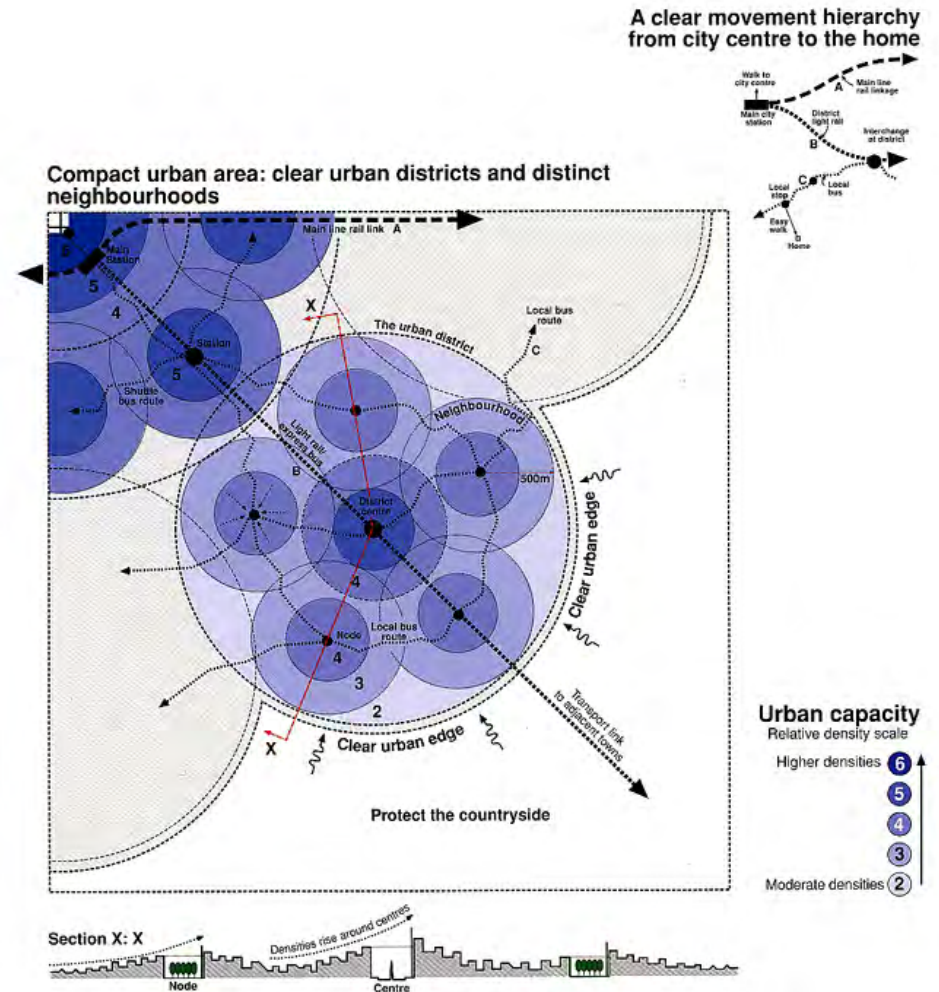 A clear movement hierarchy
from city centre to the home
Walk to
city centre
A
Main line
rail linkage
Main city
station
District
light rail
B
Interchange
at district
C
Local
bus
Local
stop
Easy
walk
Home
Compact urban area: clear urban districts and distinct
neighbourhoods
Main line rail link A
6
Main
Station
5
4
Station
5
Shuttle
bus route
X
The urban district
Local bus
route
C
Neighbourhood
Light rail/
express bus
B
500m
District
centre
4
Clear urban edge
Node
4
Local bus
route
3
2
X
Clear urban edge
Transport link
to adjacent towns
Protect the countryside
Urban capacity
Relative density scale
Higher densities 6
5
4
3
Moderate densities 2
Section X: X
Densities rise around centres
Node
Centre